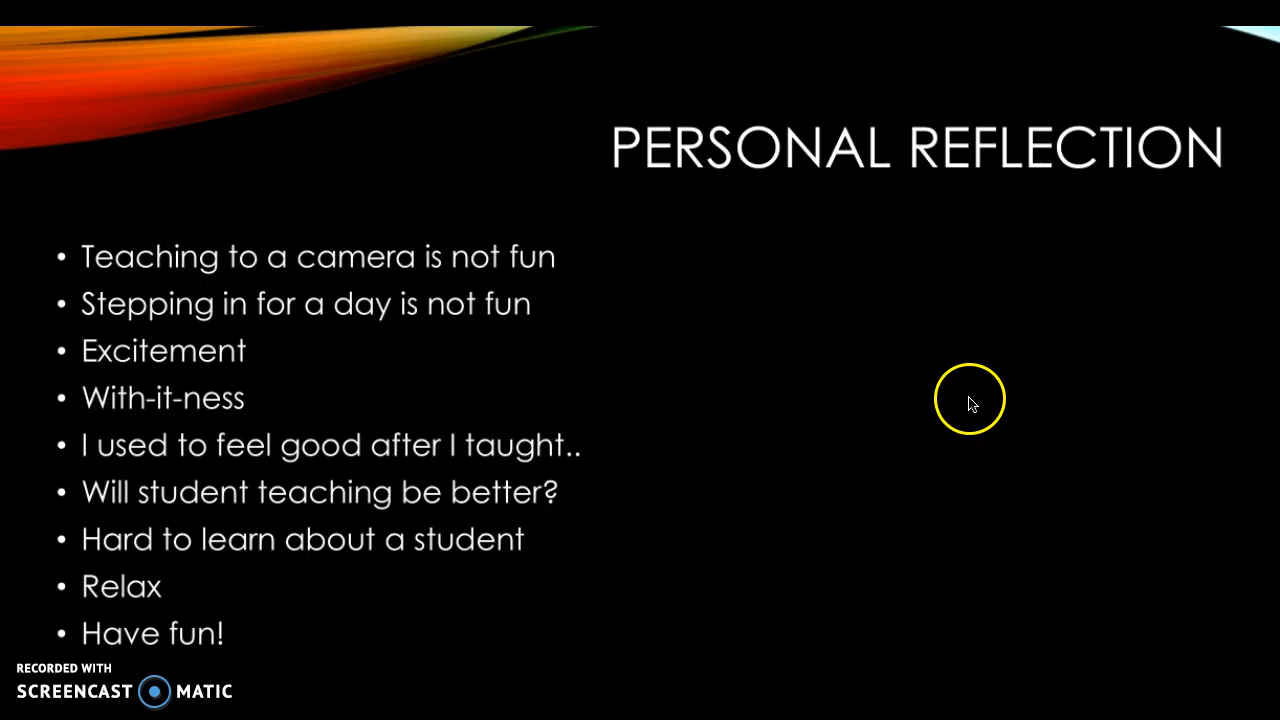 PERSONAL REFLECTION
• Teaching to a camera is not fun
• Stepping in for a day is not fun
• Excitement
• With-it-ness
• I used to feel good after I taught..
• Will student teaching be better?
• Hard to learn about a student
• Relax
• Have fun!
RECORDED WITH
SCREENCAST MATIC